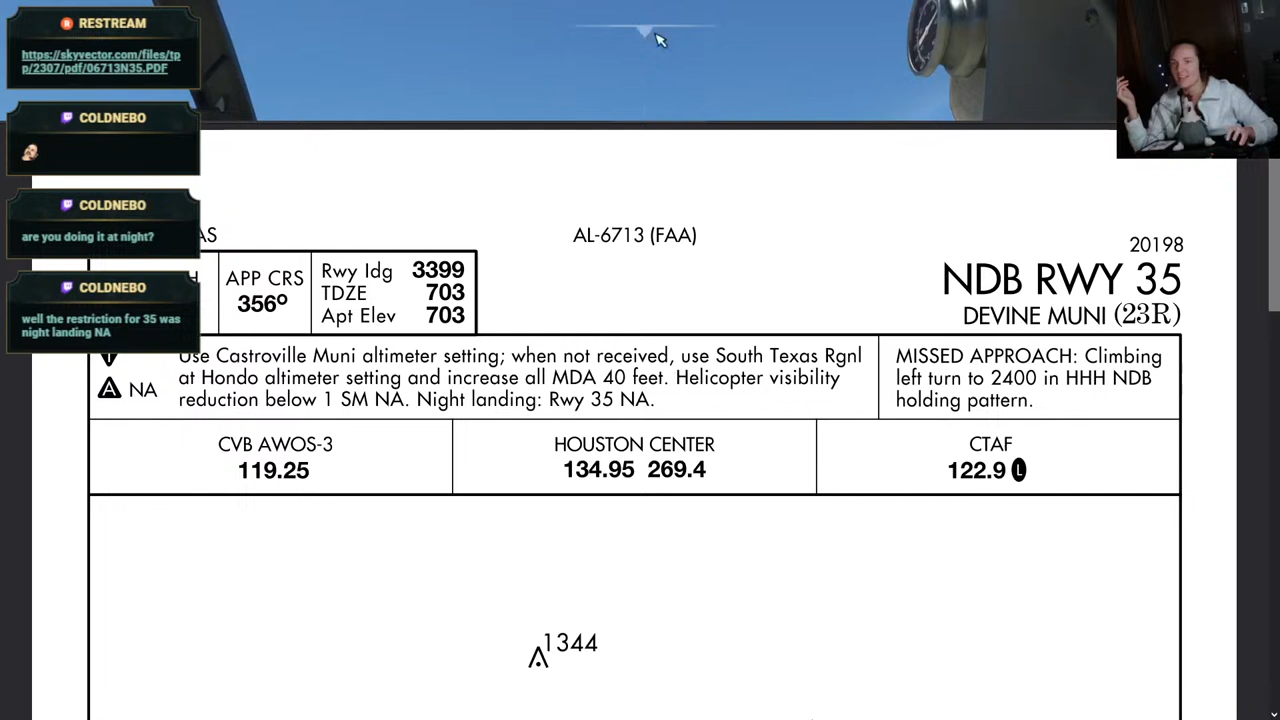 RESTREAM
https://skyvector.com/files/tp
p/2307/pdf/06713N35.PDF
COLDNEBO
COLDNEBO
are you doing it at night?
COLDNEBO
well the restriction for 35 was
night landing NA
AS
AL-6713 (FAA)
20198
APP CRS
356°
Rwy Idg 3399
TDZE 703
Apt Elev 703
NDB RWY 35
DEVINE MUNI (23R)
A NA
Use Castroville Muni altimeter setting; when not received, use South Texas Rgnl
at Hondo altimeter setting and increase all MDA 40 feet. Helicopter visibility
reduction below 1 SM NA. Night landing: Rwy 35 NA.
MISSED APPROACH: Climbing
left turn to 2400 in HHH NDB
holding pattern.
CVB AWOS-3
119.25
HOUSTON CENTER
134.95 269.4
CTAF
122.9 L
1344